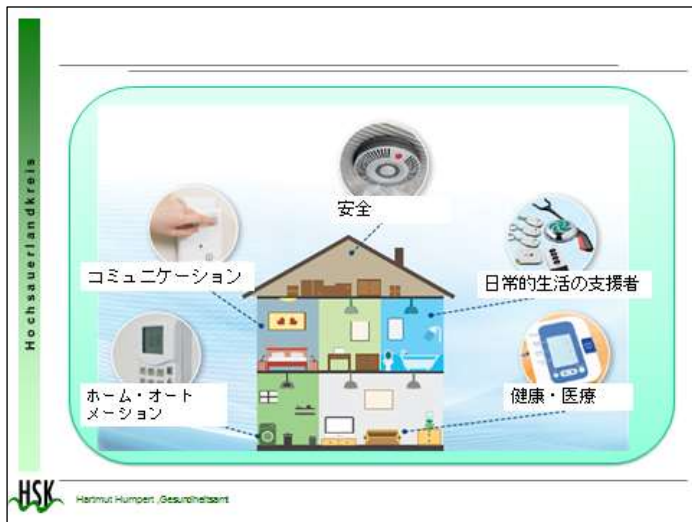 Hochsauerlandkreis
安全
コミュニケーション
日常的生活の支援者
ホーム・オート
メーション
健康・医療
HSK
Hartmut Humpert ,Gesundheitsamt